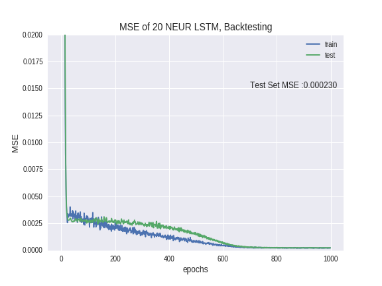 MSE of 20 NEUR LSTM, Backtesting
0.0200
train
test
0.0175
Test Set MSE :0.000230
0.0150
0.0125
MSE
0.0100
0.0075
0.0050
0.0025
0.0000
0 200 400 600 800 1000
epochs